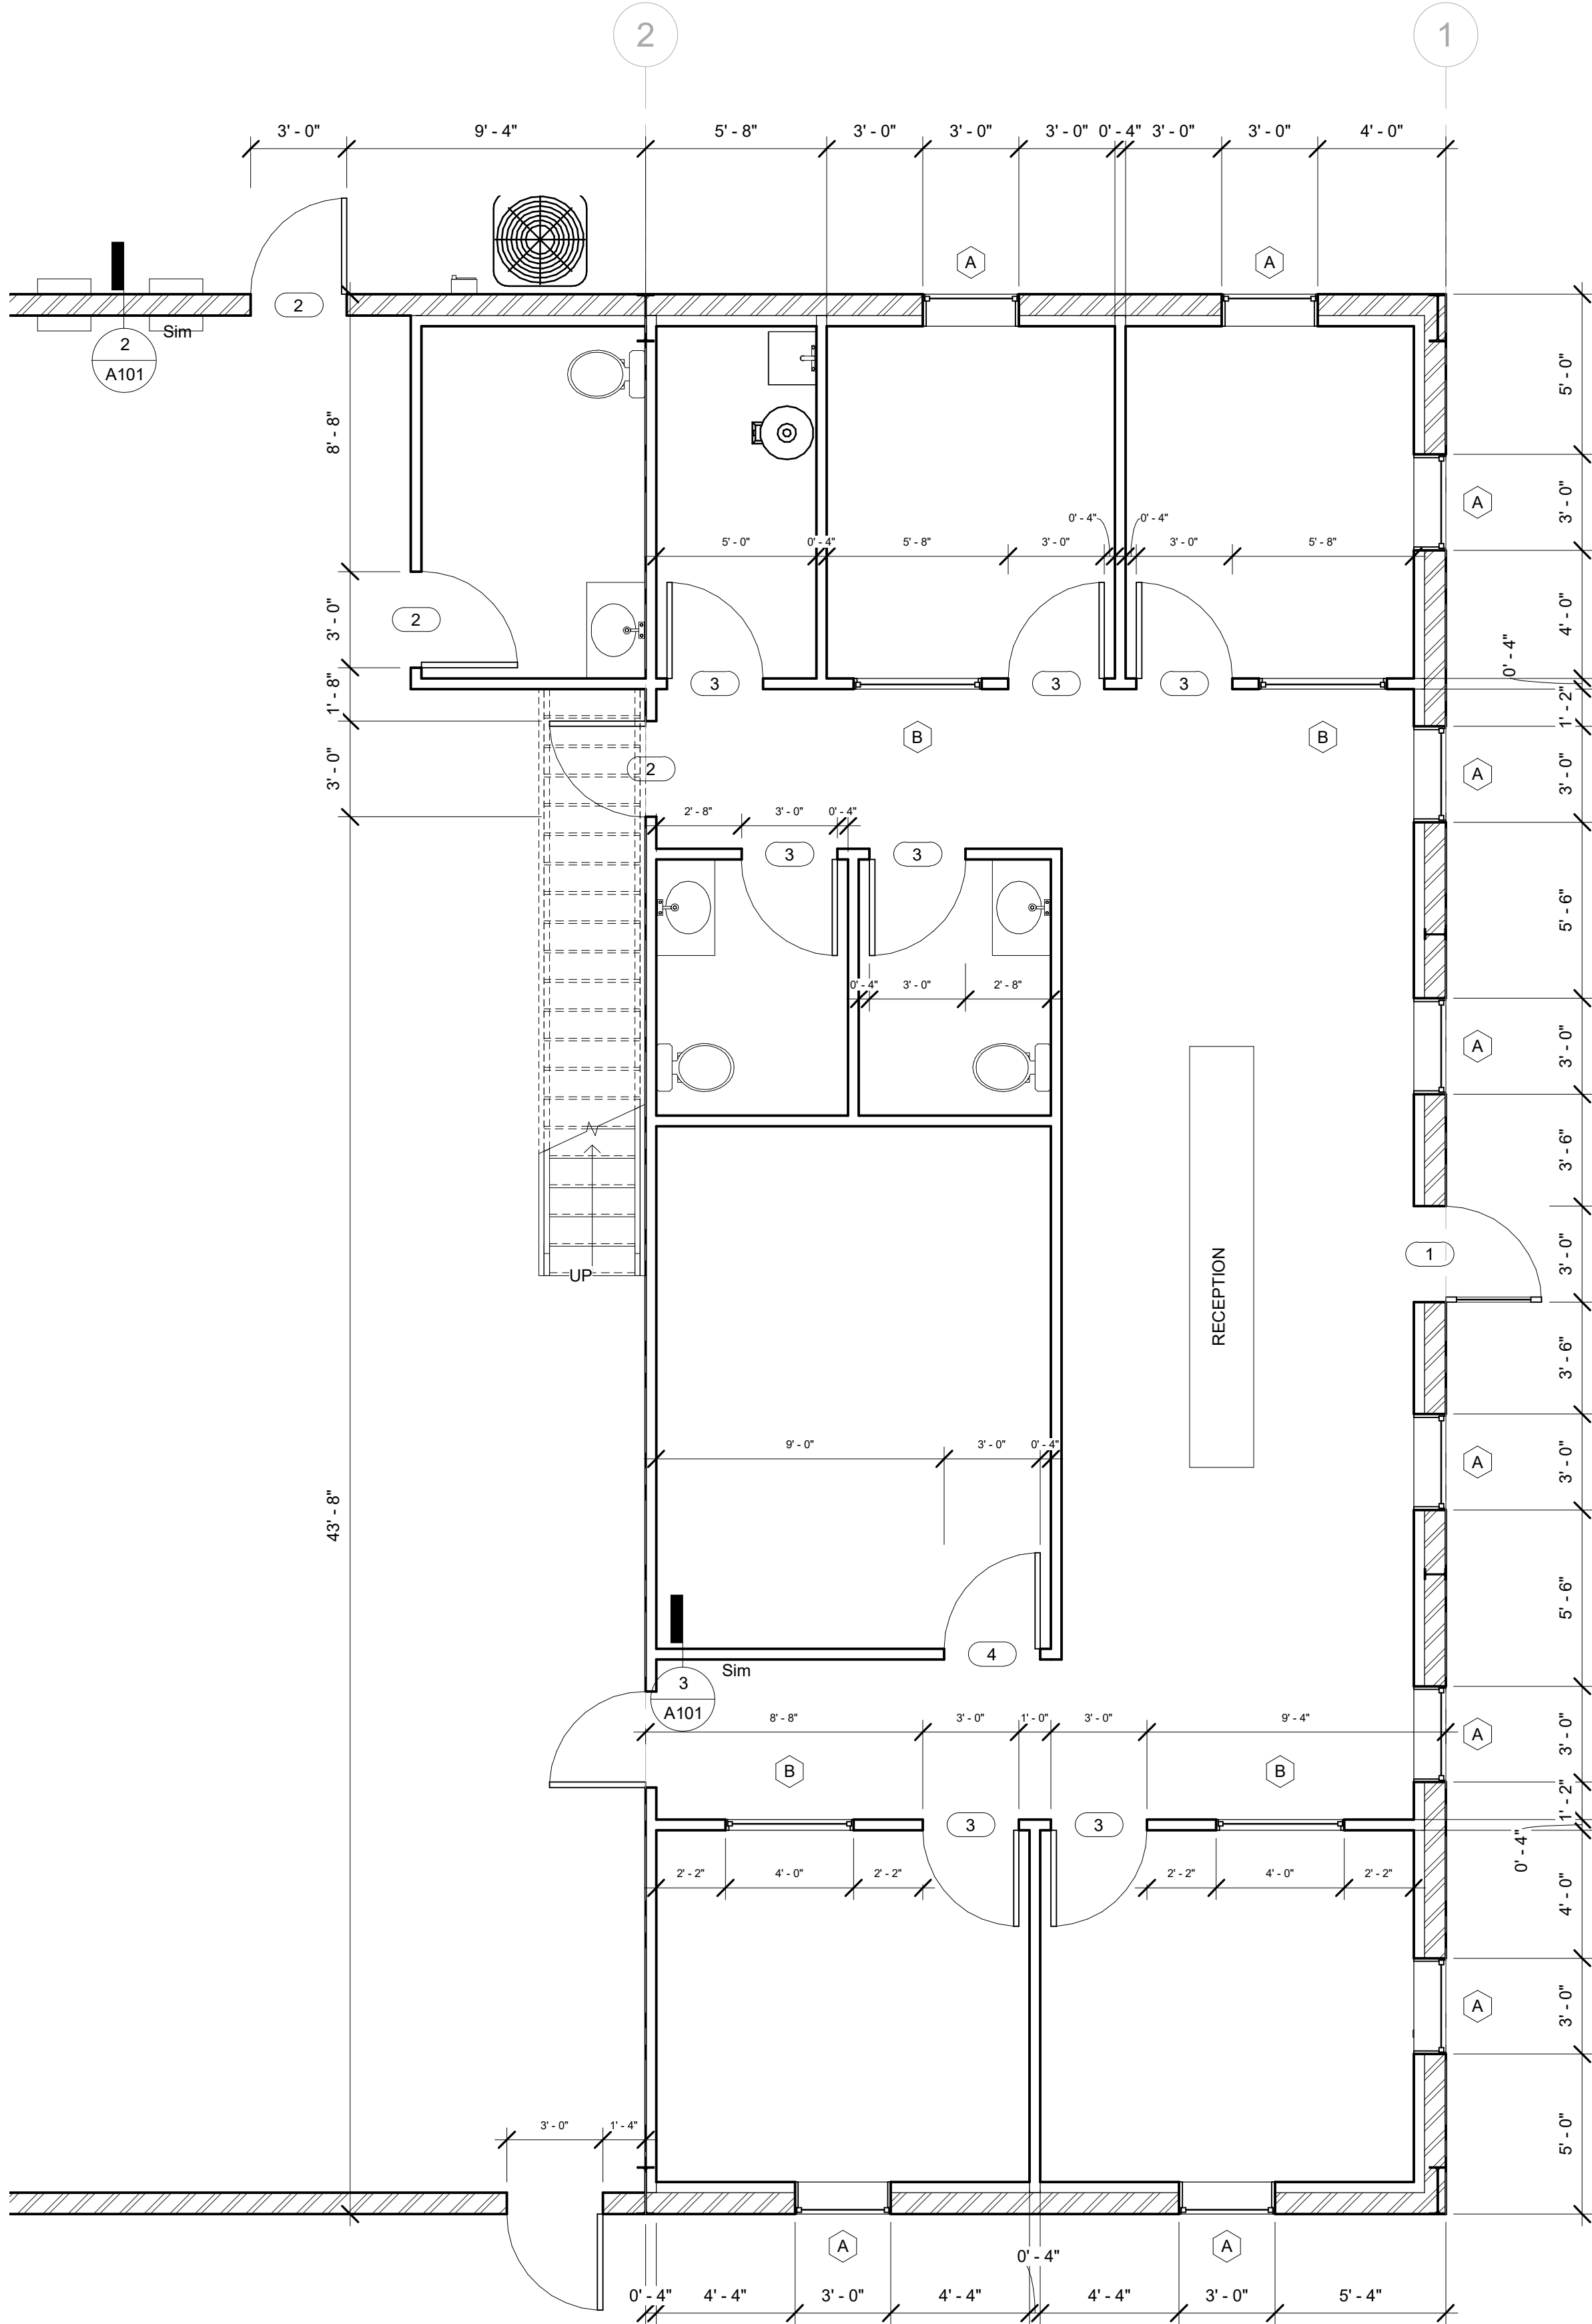 2
1
3' - 0"
9' - 4"
5' - 8"
3' - 0"
3' - 0"
3' - 0"
0' - 4"
3' - 0"
3' - 0"
4' - 0"
A
A
2
Sim
2
A101
5' - 0"
8' - 8"
A
3' - 0"
5' - 0"
0' - 4"
5' - 8"
3' - 0"
0' - 4"
0' - 4"
3' - 0"
5' - 8"
2
3' - 0"
4' - 0"
0' - 4"
3
3
3
1' - 8"
1' - 2"
B
B
2
3' - 0"
A
3' - 0"
2' - 8"
3' - 0"
0' - 4"
3
3
5' - 6"
0' - 4"
3' - 0"
2' - 8"
A
3' - 0"
3' - 6"
UP
RECEPTION
1
3' - 0"
3' - 6"
9' - 0"
3' - 0"
0' - 4"
A
3' - 0"
43' - 8"
5' - 6"
4
Sim
3
A101
8' - 8"
3' - 0"
1' - 0"
3' - 0"
9' - 4"
A
3' - 0"
B
B
1' - 2"
3
3
0' - 4"
2' - 2"
4' - 0"
2' - 2"
2' - 2"
4' - 0"
2' - 2"
4' - 0"
A
3' - 0"
3' - 0"
1' - 4"
5' - 0"
A
A
0' - 4"
0' - 4"
4' - 4"
3' - 0"
4' - 4"
4' - 4"
3' - 0"
5' - 4"